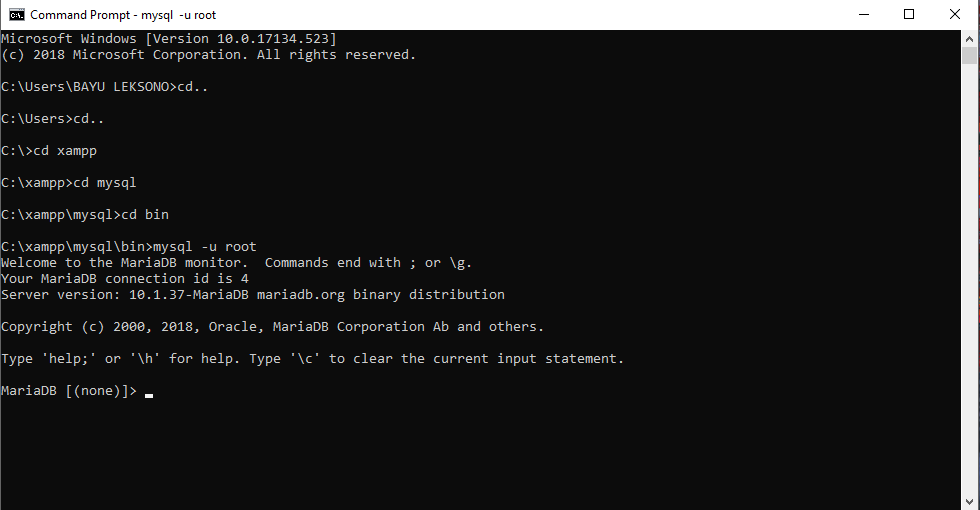 Command Prompt - mysql  -u root
Microsoft Windows [Version 10.0.17134.523]
(c) 2018 Microsoft Corporation. All rights reserved.
C:\Users\BAYU LEKSONO>cd..
C:\Users>cd..
C:\>cd xampp
C:\xampp>cd mysql
C:\xampp\mysql>cd bin
C:\xampp\mysql\bin>mysql -u root
Welcome to the MariaDB monitor.  Commands end with ; or \g.
Your MariaDB connection id is 4
Server version: 10.1.37-MariaDB mariadb.org binary distribution
Copyright (c) 2000, 2018, Oracle, MariaDB Corporation Ab and others.
Type 'help;' or '\h' for help. Type '\c' to clear the current input statement.
MariaDB [(none)]>